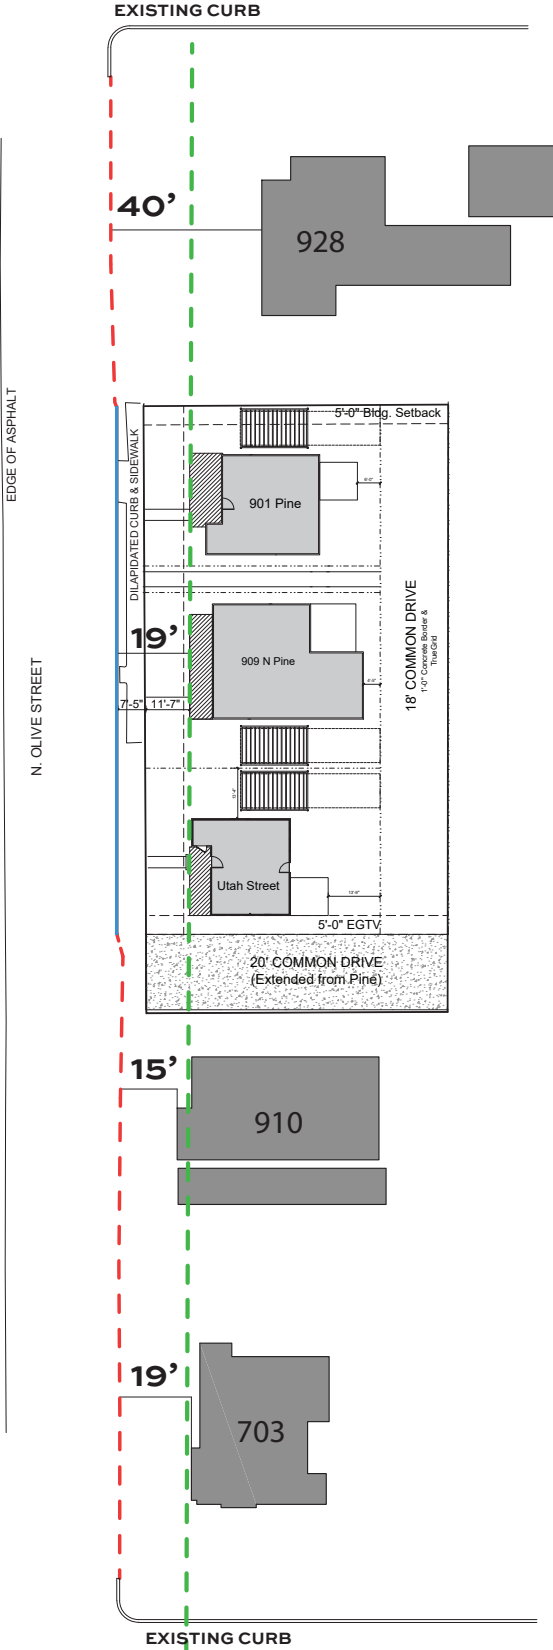 EXISTING CURB
40’
928
EDGE OF ASPHALT
5'-0" Bldg. Setback
DILAPIDATED CURB & SIDEWALK
901 Pine
18' COMMON DRIVE
1'-0" Concrete Border &
TrueGrid
19’
909 N Pine
N. OLIVE STREET
7'-5"
11'-7"
Utah Street
5'-0" EGTV
20' COMMON DRIVE
(Extended from Pine)
15’
910
19’
703
EXISTING CURB